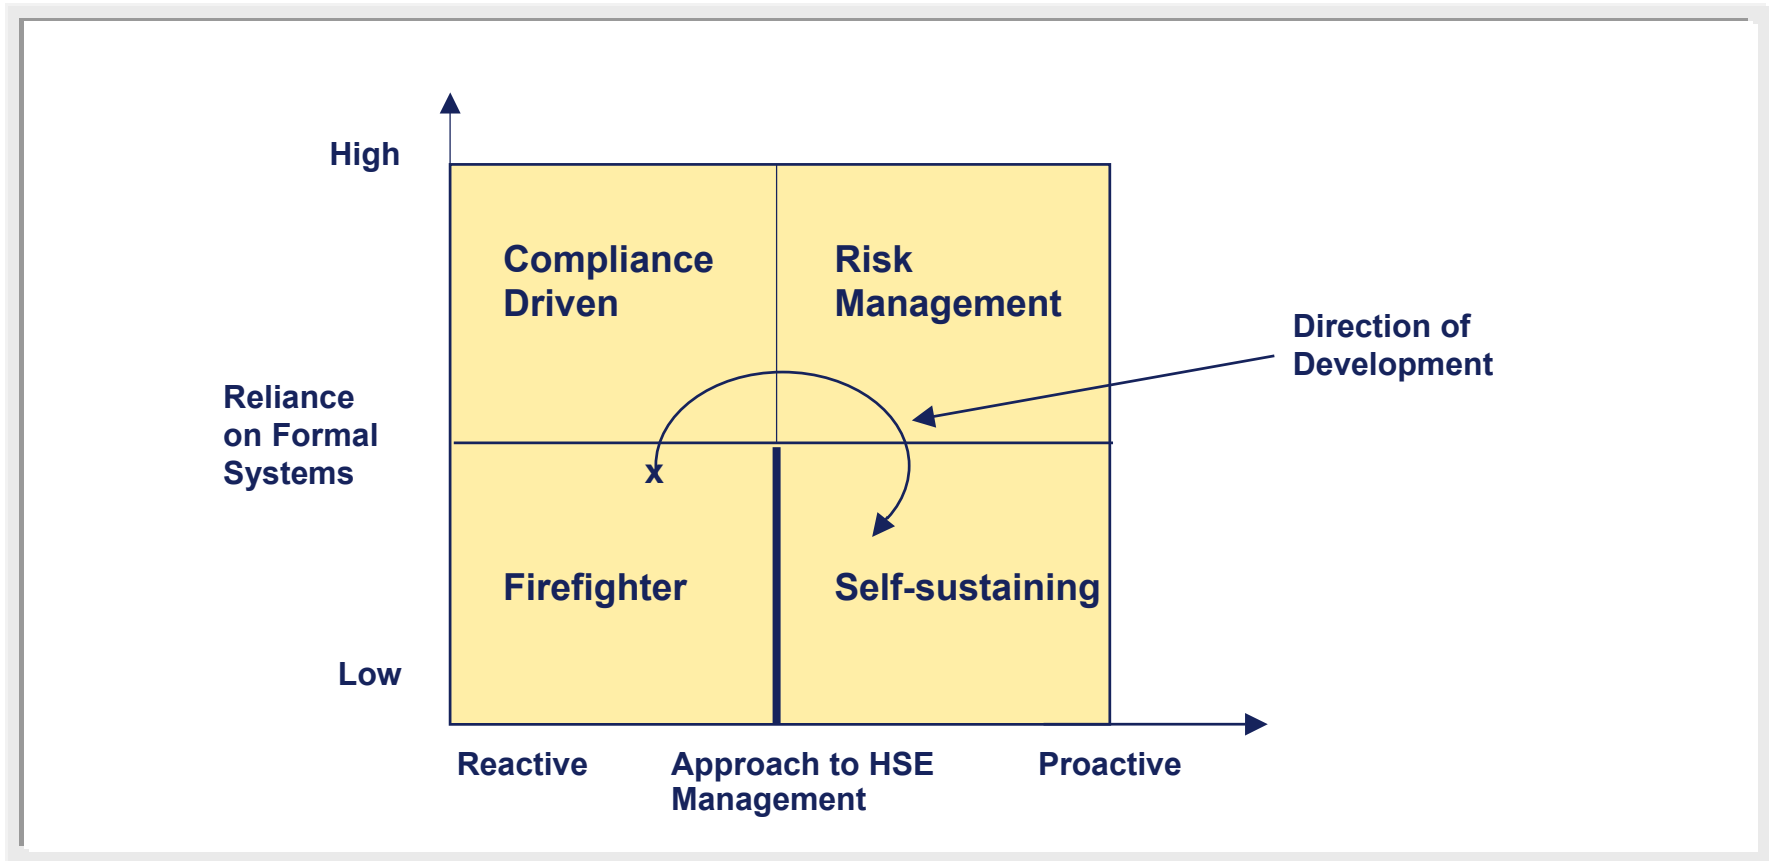 High
Compliance
Driven
Risk
Management
Direction of
Development
Reliance
on Formal
Systems
x
Firefighter
Self-sustaining
Low
Reactive
Approach to HSE
Management
Proactive